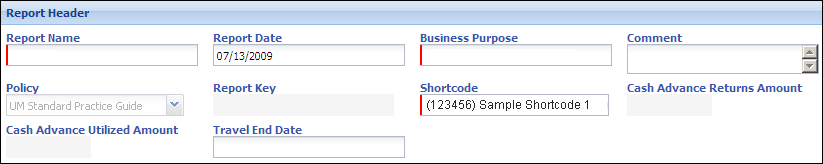 Report Header
Report Name Report Date Business Purpose Comment
07/13/2009
Policy Report Key Shortcode Cash Advance Returns Amount
UM Standard Practice Guide (123456) Sample Shortcode 1
Cash Advance Utilized Amount Travel End Date